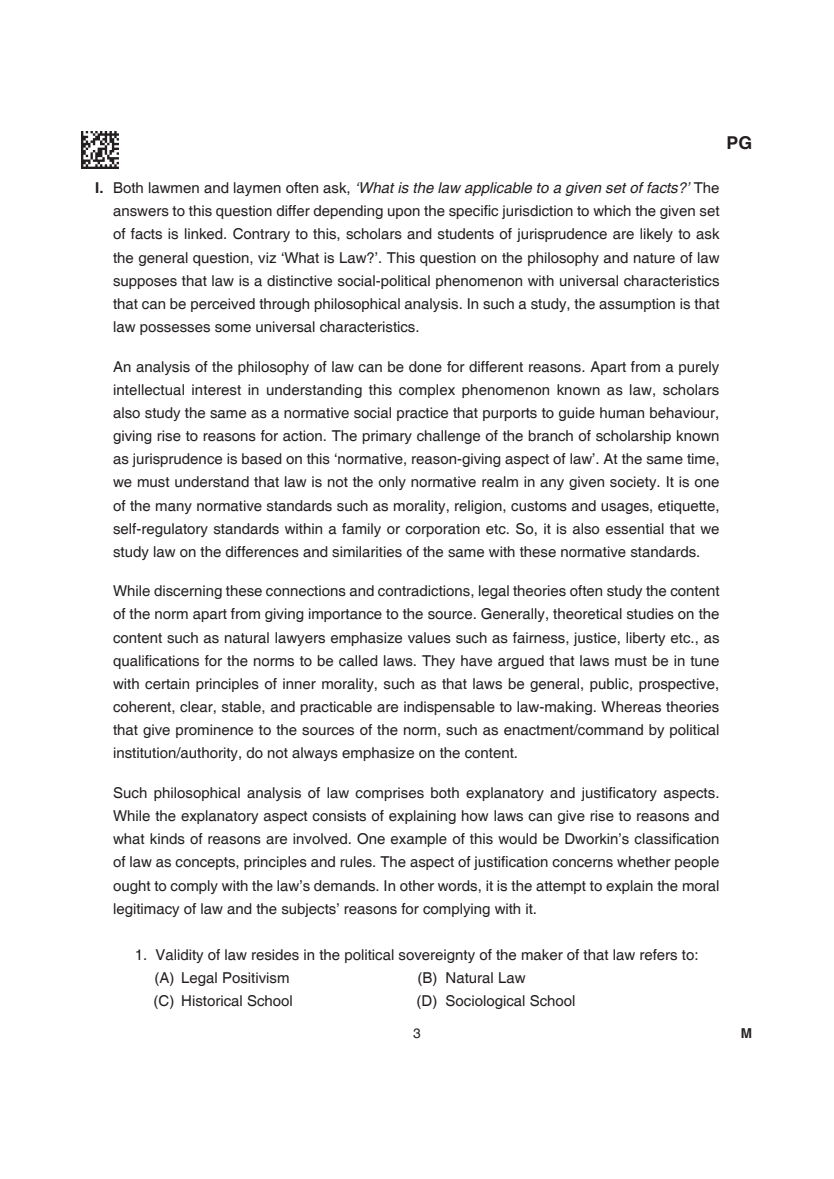 PG
I. Both lawmen and laymen often ask, ‘What is the law applicable to a given set of facts?’ The
answers to this question differ depending upon the specific jurisdiction to which the given set
of facts is linked. Contrary to this, scholars and students of jurisprudence are likely to ask
the general question, viz ‘What is Law?’. This question on the philosophy and nature of law
supposes that law is a distinctive social-political phenomenon with universal characteristics
that can be perceived through philosophical analysis. In such a study, the assumption is that
law possesses some universal characteristics.
An analysis of the philosophy of law can be done for different reasons. Apart from a purely
intellectual interest in understanding this complex phenomenon known as law, scholars
also study the same as a normative social practice that purports to guide human behaviour,
giving rise to reasons for action. The primary challenge of the branch of scholarship known
as jurisprudence is based on this ‘normative, reason-giving aspect of law’. At the same time,
we must understand that law is not the only normative realm in any given society. It is one
of the many normative standards such as morality, religion, customs and usages, etiquette,
self-regulatory standards within a family or corporation etc. So, it is also essential that we
study law on the differences and similarities of the same with these normative standards.
While discerning these connections and contradictions, legal theories often study the content
of the norm apart from giving importance to the source. Generally, theoretical studies on the
content such as natural lawyers emphasize values such as fairness, justice, liberty etc., as
qualifications for the norms to be called laws. They have argued that laws must be in tune
with certain principles of inner morality, such as that laws be general, public, prospective,
coherent, clear, stable, and practicable are indispensable to law-making. Whereas theories
that give prominence to the sources of the norm, such as enactment/command by political
institution/authority, do not always emphasize on the content.
Such philosophical analysis of law comprises both explanatory and justificatory aspects.
While the explanatory aspect consists of explaining how laws can give rise to reasons and
what kinds of reasons are involved. One example of this would be Dworkin’s classification
of law as concepts, principles and rules. The aspect of justification concerns whether people
ought to comply with the law’s demands. In other words, it is the attempt to explain the moral
legitimacy of law and the subjects’ reasons for complying with it.
1. Validity of law resides in the political sovereignty of the maker of that law refers to:
(A) Legal Positivism (B) Natural Law
(C) Historical School (D) Sociological School
3 M